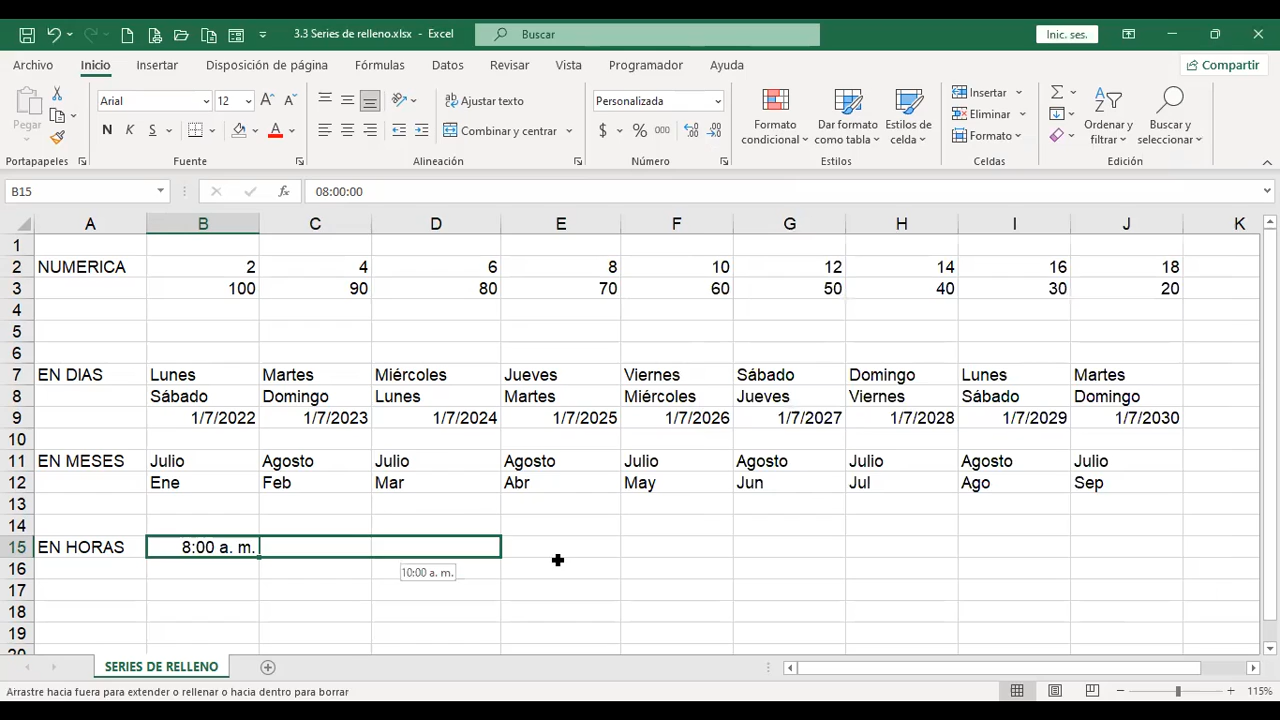 3.3 Series de relleno.xlsx - Excel
Buscar
Inic. ses.
Archivo Inicio Insertar Disposición de página Fórmulas Datos Revisar Vista Programador Ayuda Compartir
Pegar
Arial 12
N K S
Ajustar texto
Combinar y centrar
Personalizada
$ % 000
Formato condicional
Dar formato como tabla
Estilos de celda
Insertar
Eliminar
Formato
Ordenar y filtrar
Buscar y seleccionar
Portapapeles Fuente Alineación Número Estilos Celdas Edición
B15 fx 08:00:00
A B C D E F G H I J K
1
2 NUMERICA 2 4 6 8 10 12 14 16 18
3 100 90 80 70 60 50 40 30 20
4
5
6
7 EN DIAS Lunes Martes Miércoles Jueves Viernes Sábado Domingo Lunes Martes
8 Sábado Domingo Lunes Martes Miércoles Jueves Viernes Sábado Domingo
9 1/7/2022 1/7/2023 1/7/2024 1/7/2025 1/7/2026 1/7/2027 1/7/2028 1/7/2029 1/7/2030
10
11 EN MESES Julio Agosto Julio Agosto Julio Agosto Julio Agosto Julio
12 Ene Feb Mar Abr May Jun Jul Ago Sep
13
14
15 EN HORAS 8:00 a. m.
16 10:00 a. m.
17
18
19
20
SERIES DE RELLENO
Arrastre hacia fuera para extender o rellenar o hacia dentro para borrar
115%